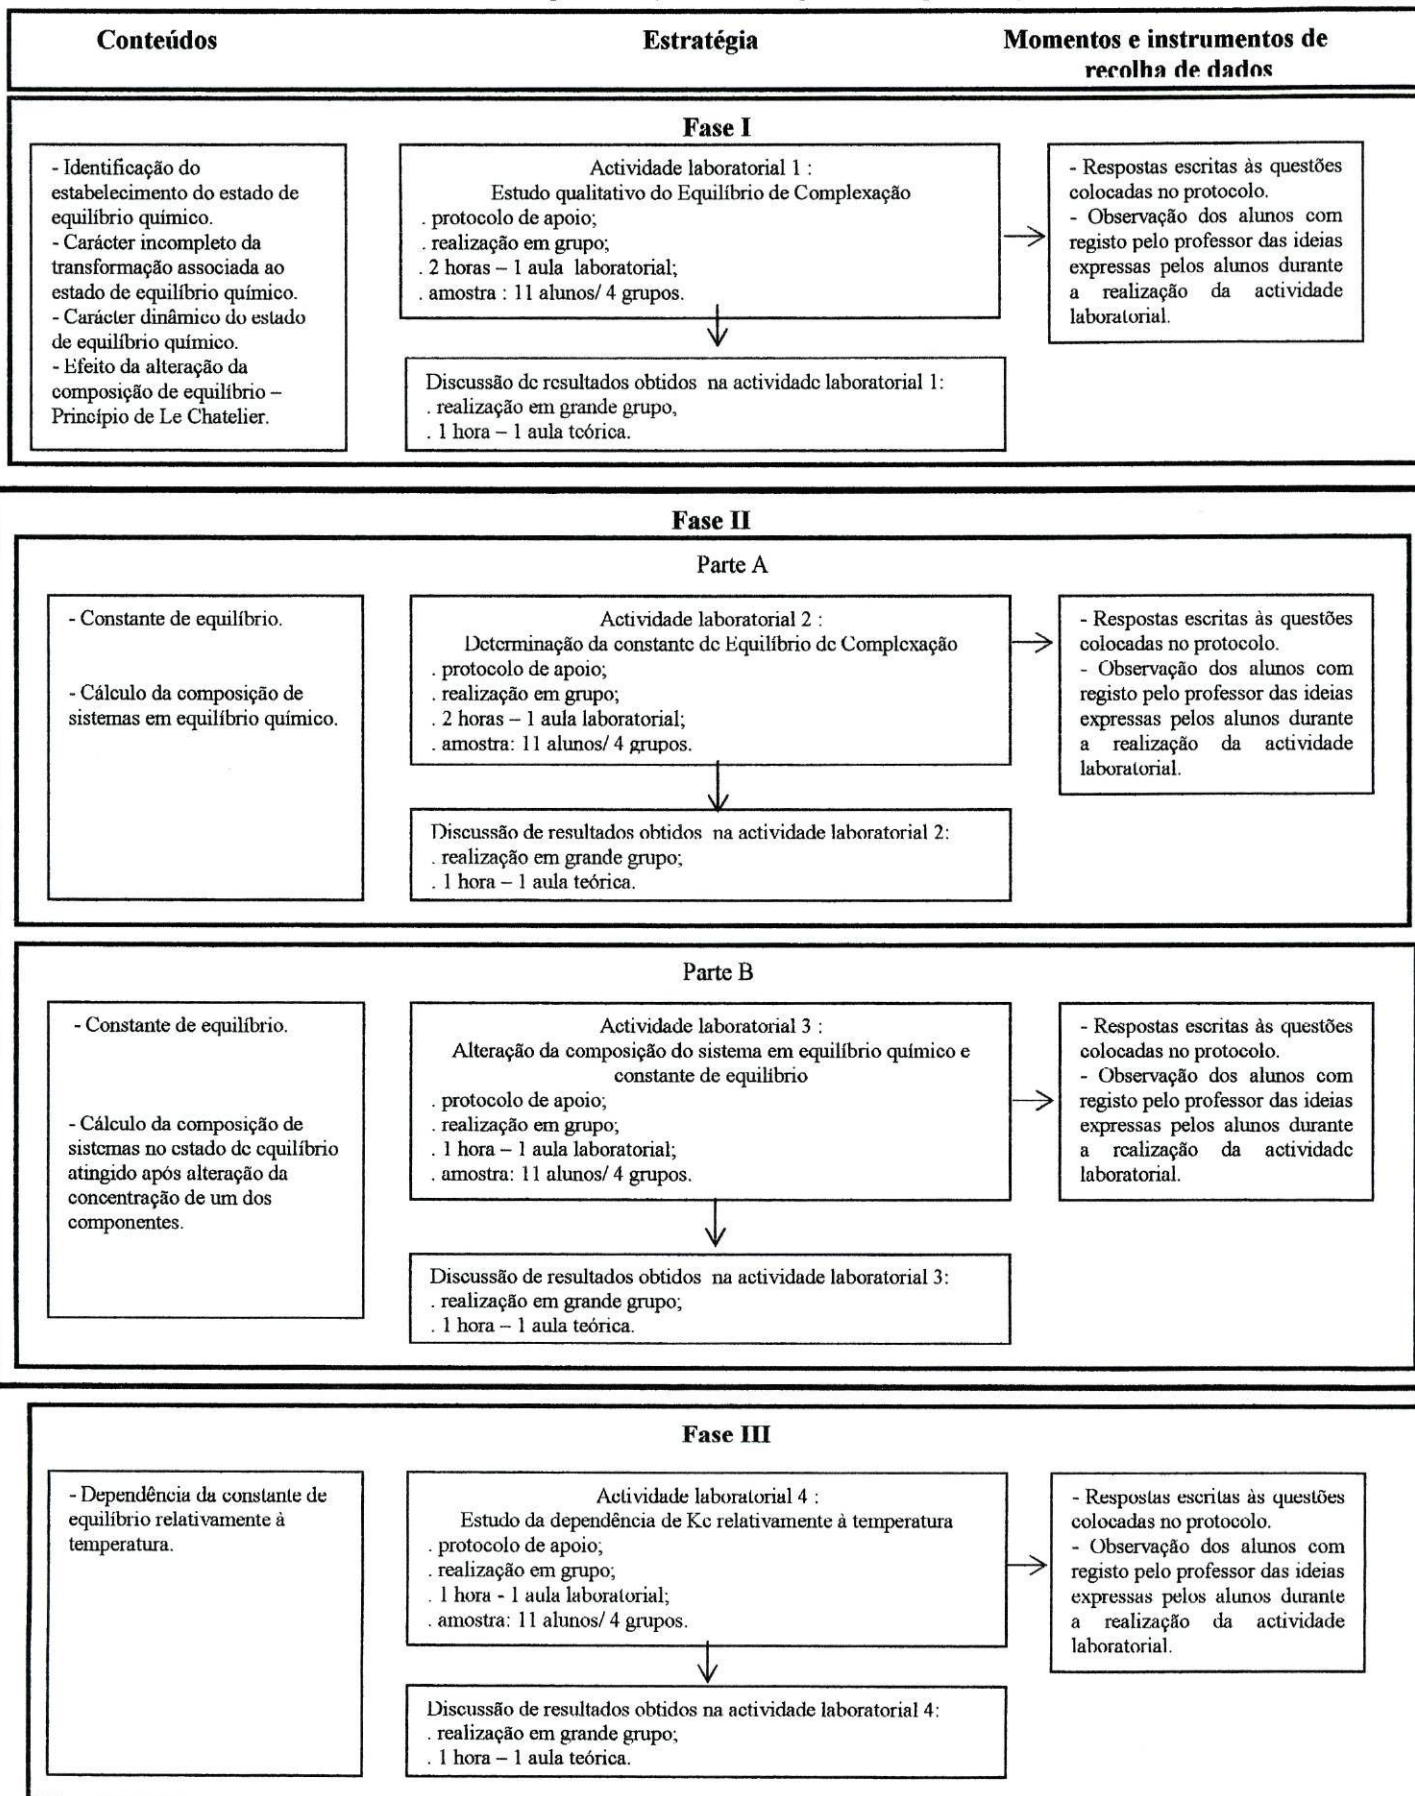 Conteúdos
Estratégia
Momentos e instrumentos de
recolha de dados
Fase I
- Identificação do
estabelecimento do estado de
equilíbrio químico.
- Carácter incompleto da
transformação associada ao
estado de equilíbrio químico.
- Carácter dinâmico do estado
de equilíbrio químico.
- Efeito da alteração da
composição de equilíbrio –
Princípio de Le Chatelier.
Actividade laboratorial 1 :
Estudo qualitativo do Equilíbrio de Complexação
. protocolo de apoio;
. realização em grupo;
. 2 horas – 1 aula laboratorial;
. amostra : 11 alunos/ 4 grupos.
- Respostas escritas às questões
colocadas no protocolo.
- Observação dos alunos com
registo pelo professor das ideias
expressas pelos alunos durante
a realização da actividade
laboratorial.
Discussão de resultados obtidos na actividade laboratorial 1:
. realização em grande grupo,
. 1 hora – 1 aula teórica.
Fase II
Parte A
- Constante de equilíbrio.
- Cálculo da composição de
sistemas em equilíbrio químico.
Actividade laboratorial 2 :
Determinação da constante de Equilíbrio de Complexação
. protocolo de apoio;
. realização em grupo;
. 2 horas – 1 aula laboratorial;
. amostra: 11 alunos/ 4 grupos.
- Respostas escritas às questões
colocadas no protocolo.
- Observação dos alunos com
registo pelo professor das ideias
expressas pelos alunos durante
a realização da actividade
laboratorial.
Discussão de resultados obtidos na actividade laboratorial 2:
. realização em grande grupo;
. 1 hora – 1 aula teórica.
Parte B
- Constante de equilíbrio.
- Cálculo da composição de
sistemas no estado de equilíbrio
atingido após alteração da
concentração de um dos
componentes.
Actividade laboratorial 3 :
Alteração da composição do sistema em equilíbrio químico e
constante de equilíbrio
. protocolo de apoio;
. realização em grupo;
. 1 hora – 1 aula laboratorial;
. amostra: 11 alunos/ 4 grupos.
- Respostas escritas às questões
colocadas no protocolo.
- Observação dos alunos com
registo pelo professor das ideias
expressas pelos alunos durante
a realização da actividade
laboratorial.
Discussão de resultados obtidos na actividade laboratorial 3:
. realização em grande grupo;
. 1 hora – 1 aula teórica.
Fase III
- Dependência da constante de
equilíbrio relativamente à
temperatura.
Actividade laboratorial 4 :
Estudo da dependência de Kc relativamente à temperatura
. protocolo de apoio;
. realização em grupo;
. 1 hora - 1 aula laboratorial;
. amostra: 11 alunos/ 4 grupos.
- Respostas escritas às questões
colocadas no protocolo.
- Observação dos alunos com
registo pelo professor das ideias
expressas pelos alunos durante
a realização da actividade
laboratorial.
Discussão de resultados obtidos na actividade laboratorial 4:
. realização em grande grupo;
. 1 hora – 1 aula teórica.